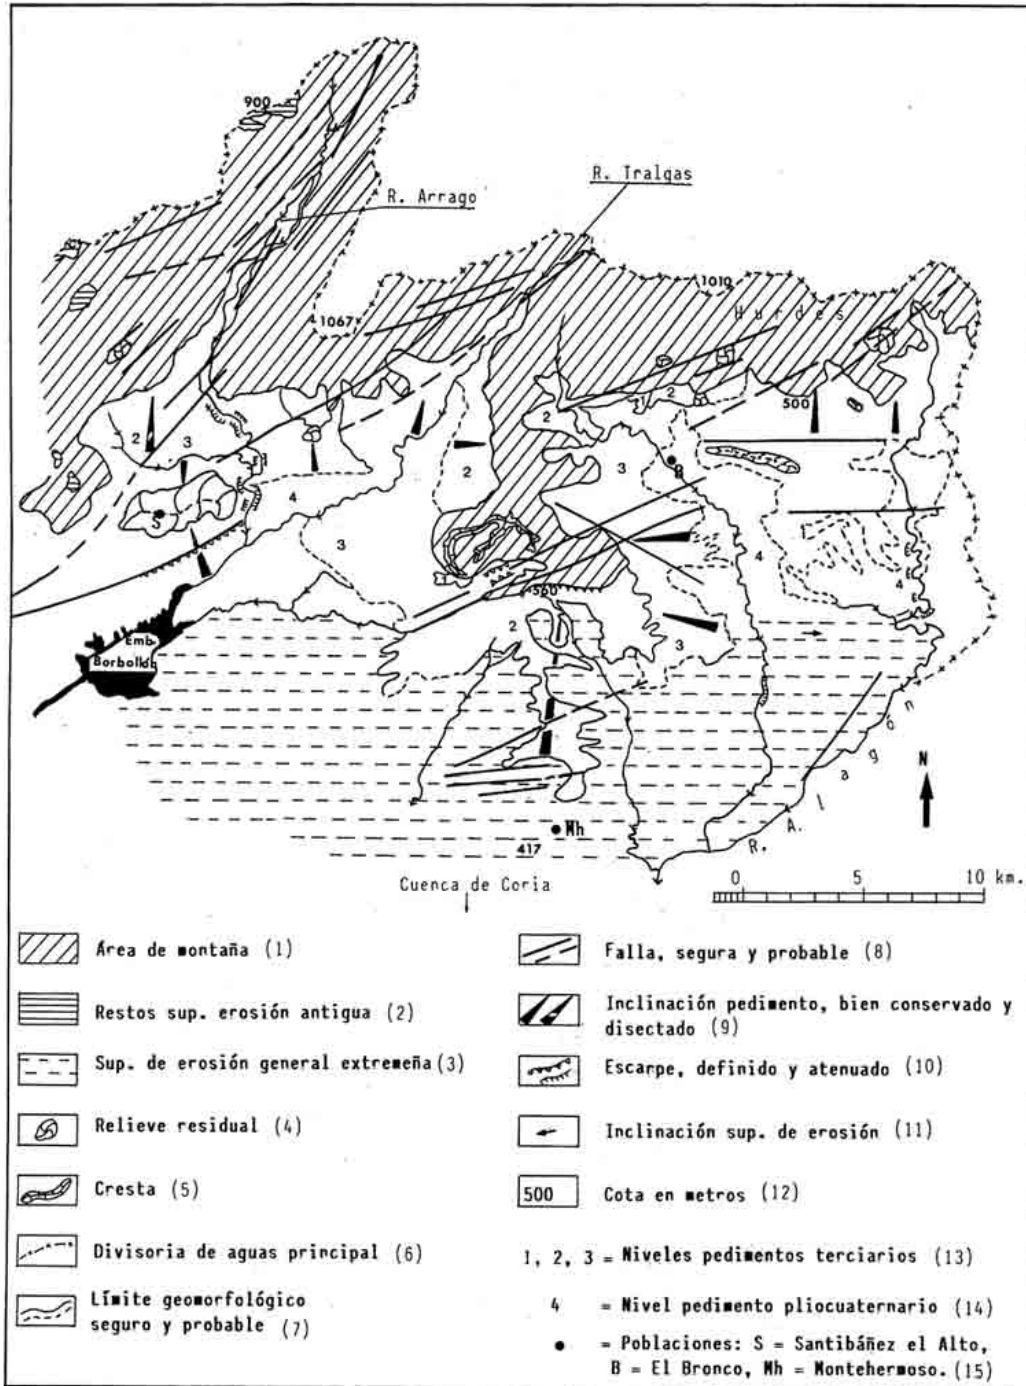 900
R. Tralgas
R. Arrago
1010
Hurdes
1067
500
2
2
2
3
2
3
B
4
1
S
3
4
4
560
2
3
Emb.
Borbolló
N
R. Alagón
Mh
417
Cuenca de Coria
0 5 10 km.
Área de montaña (1)
Restos sup. erosión antigua (2)
Sup. de erosión general extremeña (3)
Relieve residual (4)
Cresta (5)
Divisoria de aguas principal (6)
Límite geomorfológico
seguro y probable (7)
Falla, segura y probable (8)
Inclinación pedimento, bien conservado y
disectado (9)
Escarpe, definido y atenuado (10)
Inclinación sup. de erosión (11)
500 Cota en metros (12)
1, 2, 3 = Niveles pedimentos terciarios (13)
4 = Nivel pedimento pliocuaternario (14)
● = Poblaciones: S = Santibáñez el Alto,
B = El Bronco, Mh = Montehermoso. (15)